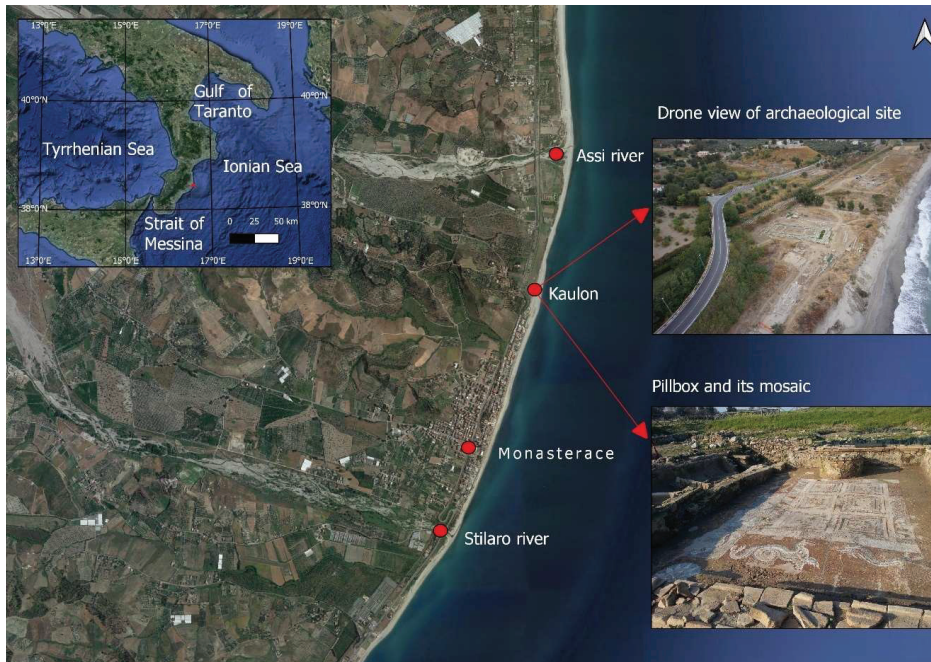 13°0'E 15°0'E 17°0'E 19°0'E
40°0'N
40°0'N
Gulf of
Taranto
Tyrrhenian Sea
Ionian Sea
38°0'N
38°0'N
Strait of
Messina
0 25 50 km
13°0'E 15°0'E 17°0'E 19°0'E
Drone view of archaeological site
Assi river
Kaulon
Pillbox and its mosaic
Monasterace
Stilaro river